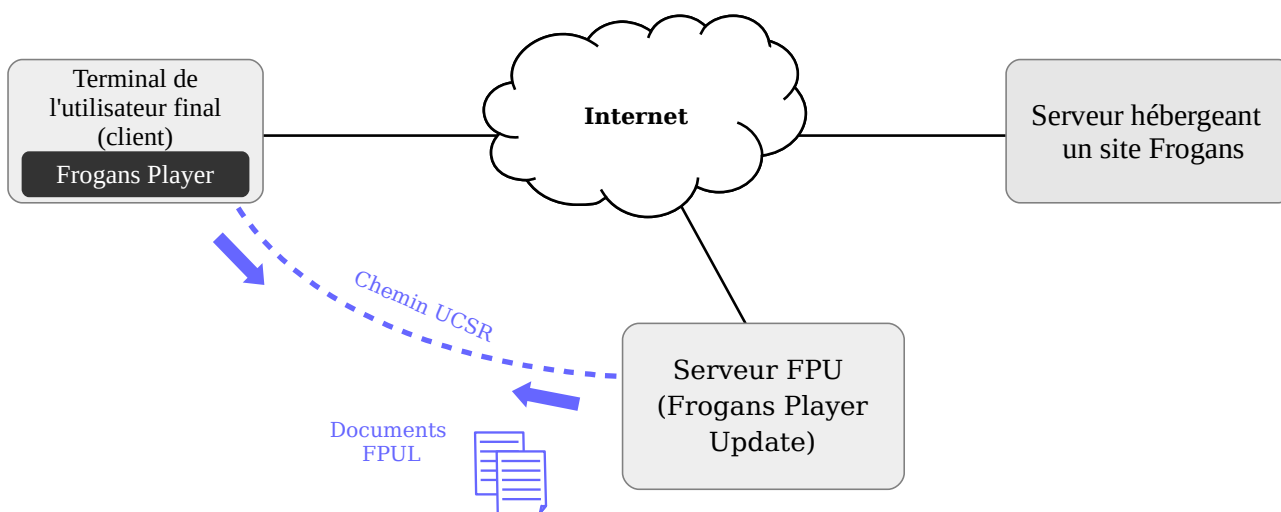 Terminal de
l'utilisateur final
(client)
Frogans Player
Internet
Serveur hébergeant
un site Frogans
Chemin UCSR
Serveur FPU
(Frogans Player
Update)
Documents
FPUL